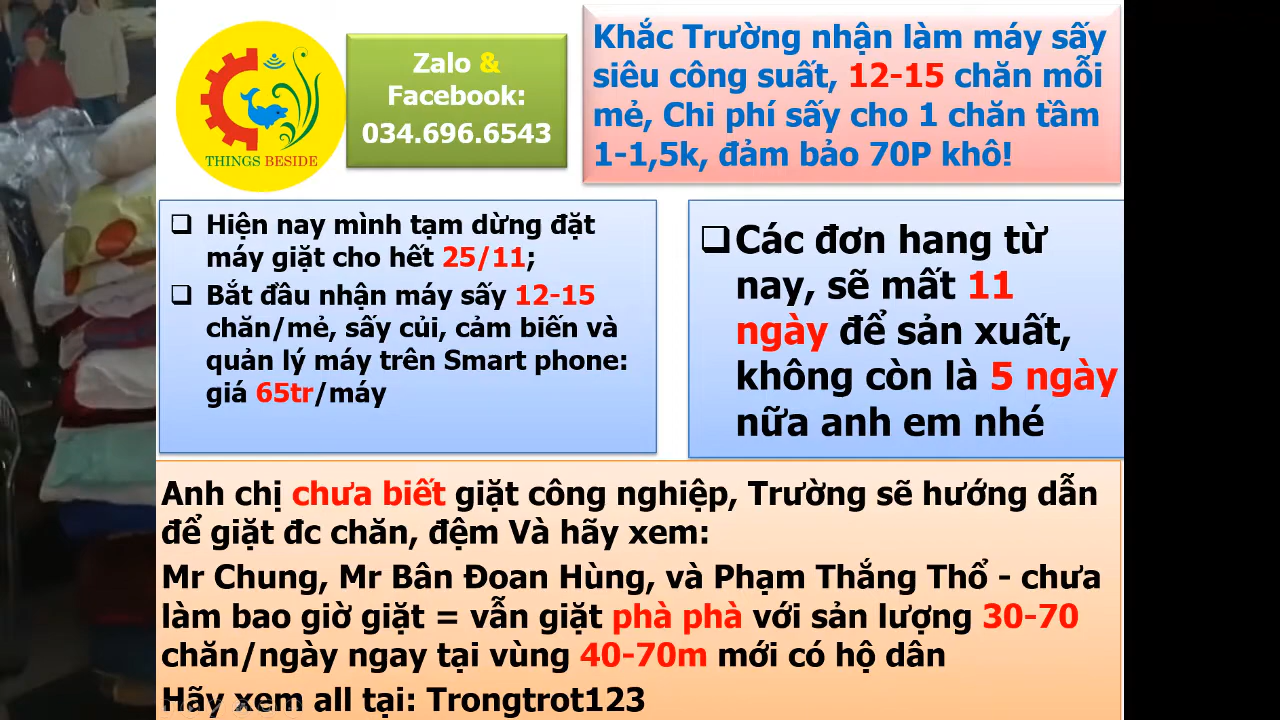 THINGS BESIDE
Zalo &
Facebook:
034.696.6543
Khắc Trường nhận làm máy sấy
siêu công suất, 12-15 chăn mỗi
mẻ, Chi phí sấy cho 1 chăn tầm
1-1,5k, đảm bảo 70P khô!
Hiện nay mình tạm dừng đặt
máy giặt cho hết 25/11;
Bắt đầu nhận máy sấy 12-15
chăn/mẻ, sấy củi, cảm biến và
quản lý máy trên Smart phone:
giá 65tr/máy
Các đơn hang từ
nay, sẽ mất 11
ngày để sản xuất,
không còn là 5 ngày
nữa anh em nhé
Anh chị chưa biết giặt công nghiệp, Trường sẽ hướng dẫn
để giặt đc chăn, đệm Và hãy xem:
Mr Chung, Mr Bân Đoan Hùng, và Phạm Thắng Thổ - chưa
làm bao giờ giặt = vẫn giặt phà phà với sản lượng 30-70
chăn/ngày ngay tại vùng 40-70m mới có hộ dân
Hãy xem all tại: Trongtrot123